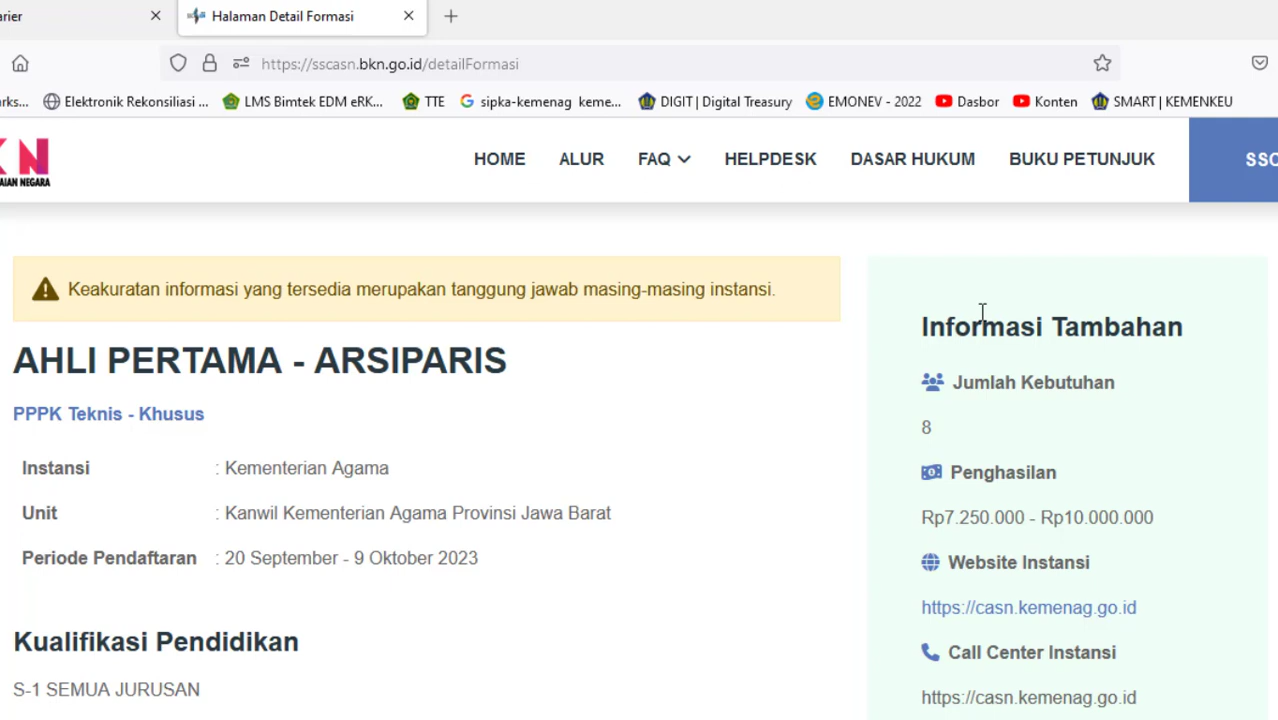 arier
Halaman Detail Formasi
https://sscasn.bkn.go.id/detailFormasi
rks... Elektronik Rekonsiliasi ... LMS Bimtek EDM eRK... TTE sipka-kemenag keme... DIGIT | Digital Treasury EMONEV - 2022 Dasbor Konten SMART | KEMENKEU
KN
AIAN NEGARA
HOME ALUR FAQ HELPDESK DASAR HUKUM BUKU PETUNJUK SSC
Keakuratan informasi yang tersedia merupakan tanggung jawab masing-masing instansi.
AHLI PERTAMA - ARSIPARIS
PPPK Teknis - Khusus
Instansi : Kementerian Agama
Unit : Kanwil Kementerian Agama Provinsi Jawa Barat
Periode Pendaftaran : 20 September - 9 Oktober 2023
Kualifikasi Pendidikan
S-1 SEMUA JURUSAN
Informasi Tambahan
Jumlah Kebutuhan
8
Penghasilan
Rp7.250.000 - Rp10.000.000
Website Instansi
https://casn.kemenag.go.id
Call Center Instansi
https://casn.kemenag.go.id